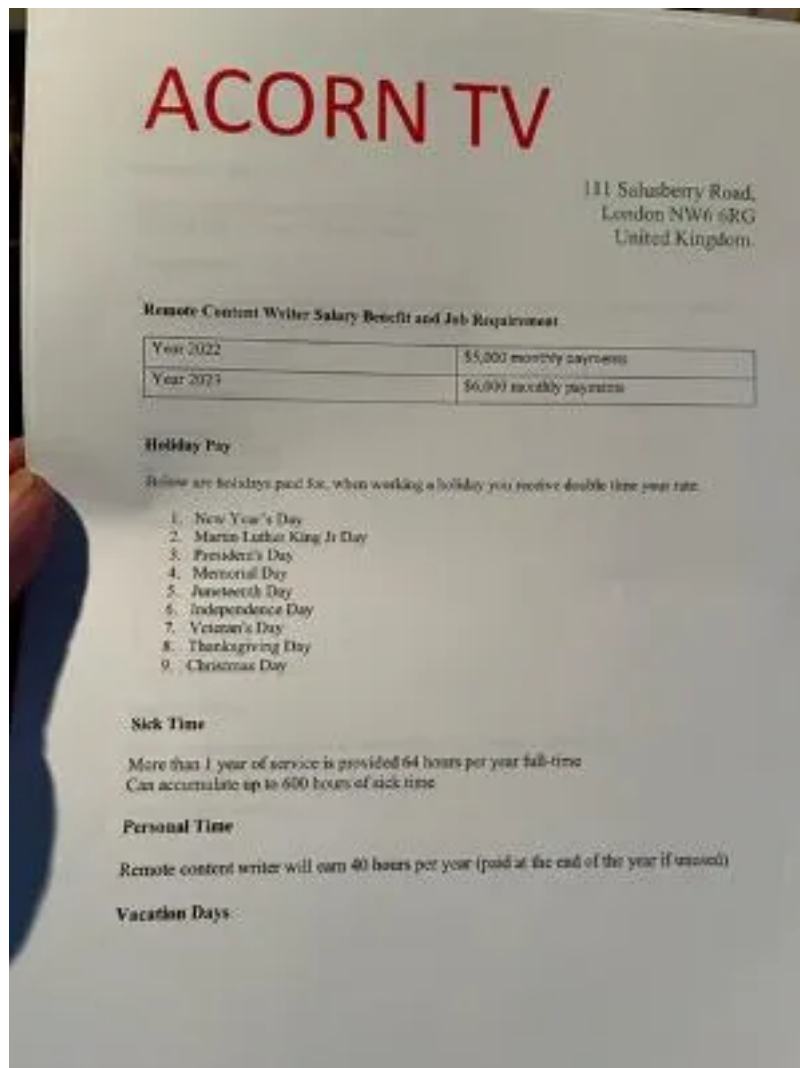 ACORN TV
111 Salusberry Road,
London NW6 6RG
United Kingdom.
Remote Content Writer Salary Benefit and Job Requirement
Year 2022
$5,000 monthly payments
Year 2023
$6,000 monthly payments
Holiday Pay
Below are holidays paid for, when working a holiday you receive double time your rate.
1. New Year's Day
2. Martin Luther King Jr Day
3. President's Day
4. Memorial Day
5. Juneteenth Day
6. Independence Day
7. Veteran's Day
8. Thanksgiving Day
9. Christmas Day
Sick Time
More than 1 year of service is provided 64 hours per year full-time
Can accumulate up to 600 hours of sick time
Personal Time
Remote content writer will earn 40 hours per year (paid at the end of the year if unused)
Vacation Days